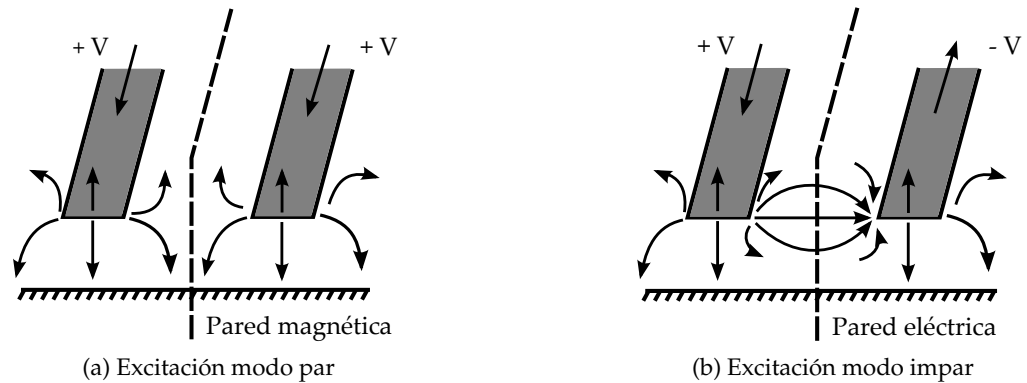 + V
+ V
Pared magnética
(a) Excitación modo par
+ V
- V
Pared eléctrica
(b) Excitación modo impar